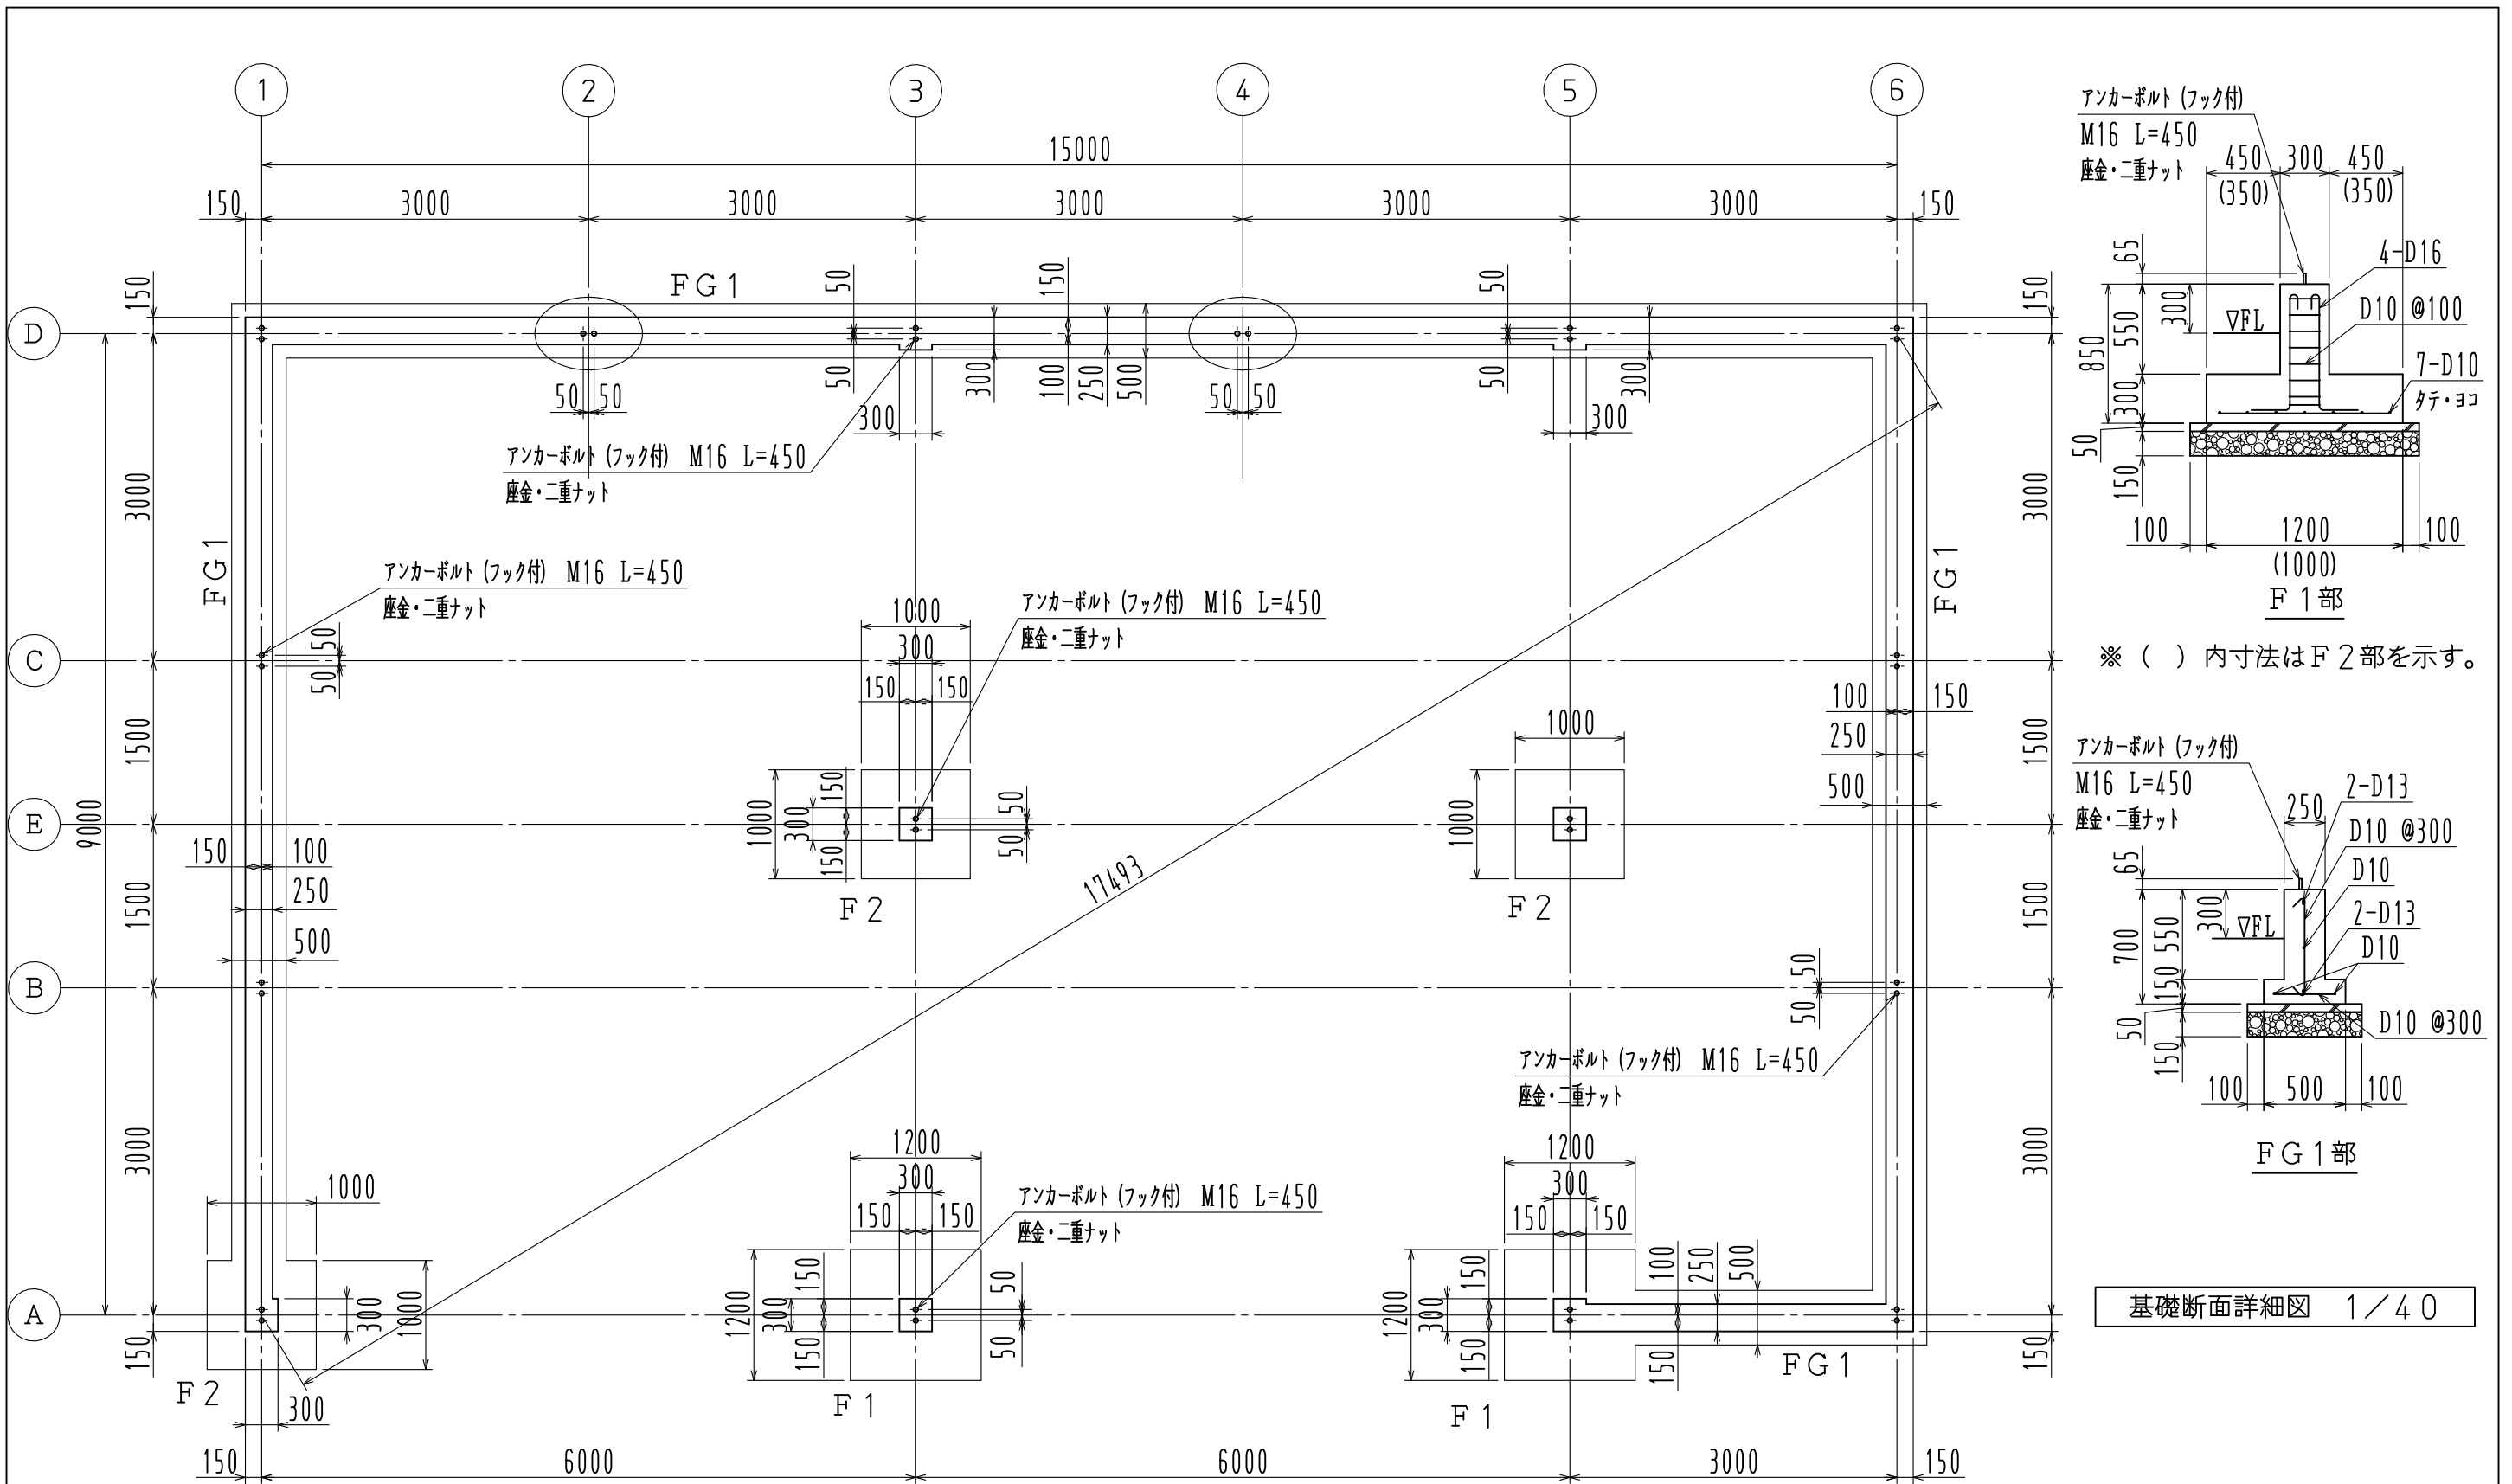 1 2 3 4 5 6
15000
150 3000 3000 3000 3000 3000 150
D
C
E
B
A
9000
150
3000
1500
1500
3000
150
150
3000
1500
1500
3000
150
FG1
50
50
150
100
250
500
50
50
300
300
300
300
50 50
50 50
アンカーボルト (フック付) M16 L=450
座金・二重ナット
FG1
アンカーボルト (フック付) M16 L=450
座金・二重ナット
50
50
FG1
アンカーボルト (フック付) M16 L=450
座金・二重ナット
1000
300
150 150
1000
300
150
150
50
50
F2
1000
1000
F2
100 150
250
500
150 100
250
500
17493
50
50
アンカーボルト (フック付) M16 L=450
座金・二重ナット
1000
1000
300
300
F2
1200
300
150 150
アンカーボルト (フック付) M16 L=450
座金・二重ナット
1200
300
150
150
50
50
F1
1200
300
150 150
1200
300
150
150
100
250
500
150
F1
FG1
150 6000 6000 3000 150
アンカーボルト (フック付)
M16 L=450
座金・二重ナット
450 300 450
(350) (350)
65
4-D16
D10 @100
7-D10
タテ・ヨコ
300
▽FL
850
550
300
50
150
100 1200 100
(1000)
F1部
※ ( ) 内寸法はF2部を示す。
アンカーボルト (フック付)
M16 L=450
座金・二重ナット
250
2-D13
D10 @300
D10
2-D13
D10
D10 @300
65
300
▽FL
700
550
150
50
150
100 500 100
FG1部
基礎断面詳細図 1/40